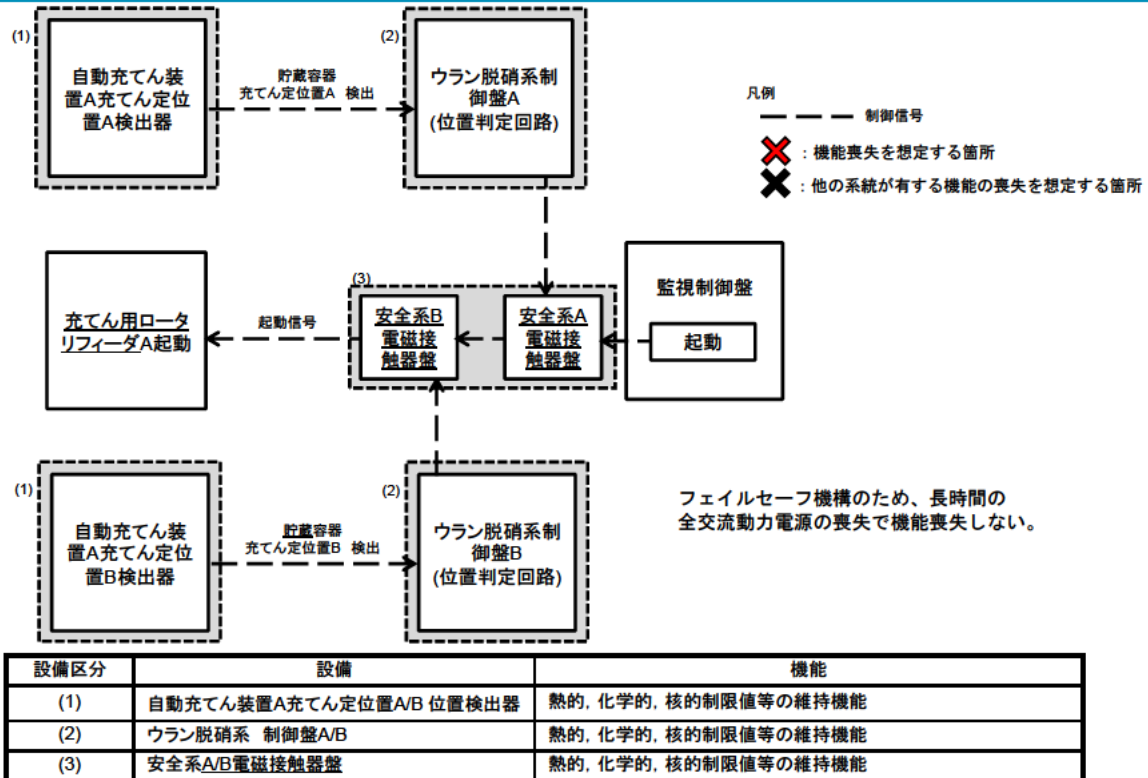 (1)
自動充てん装
置A充てん定位
置A検出器
貯蔵容器
充てん定位置A 検出
(2)
ウラン脱硝系制
御盤A
(位置判定回路)
凡例
制御信号
：機能喪失を想定する箇所
：他の系統が有する機能の喪失を想定する箇所
充てん用ロータ
リフィーダA起動
起動信号
(3)
安全系B
電磁接
触器盤
安全系A
電磁接
触器盤
監視制御盤
起動
(1)
自動充てん装
置A充てん定位
置B検出器
貯蔵容器
充てん定位置B 検出
(2)
ウラン脱硝系制
御盤B
(位置判定回路)
フェイルセーフ機構のため、長時間の
全交流動力電源の喪失で機能喪失しない。
設備区分 設備 機能
(1) 自動充てん装置A充てん定位置A/B 位置検出器 熱的, 化学的, 核的制限値等の維持機能
(2) ウラン脱硝系 制御盤A/B 熱的, 化学的, 核的制限値等の維持機能
(3) 安全系A/B電磁接触器盤 熱的, 化学的, 核的制限値等の維持機能